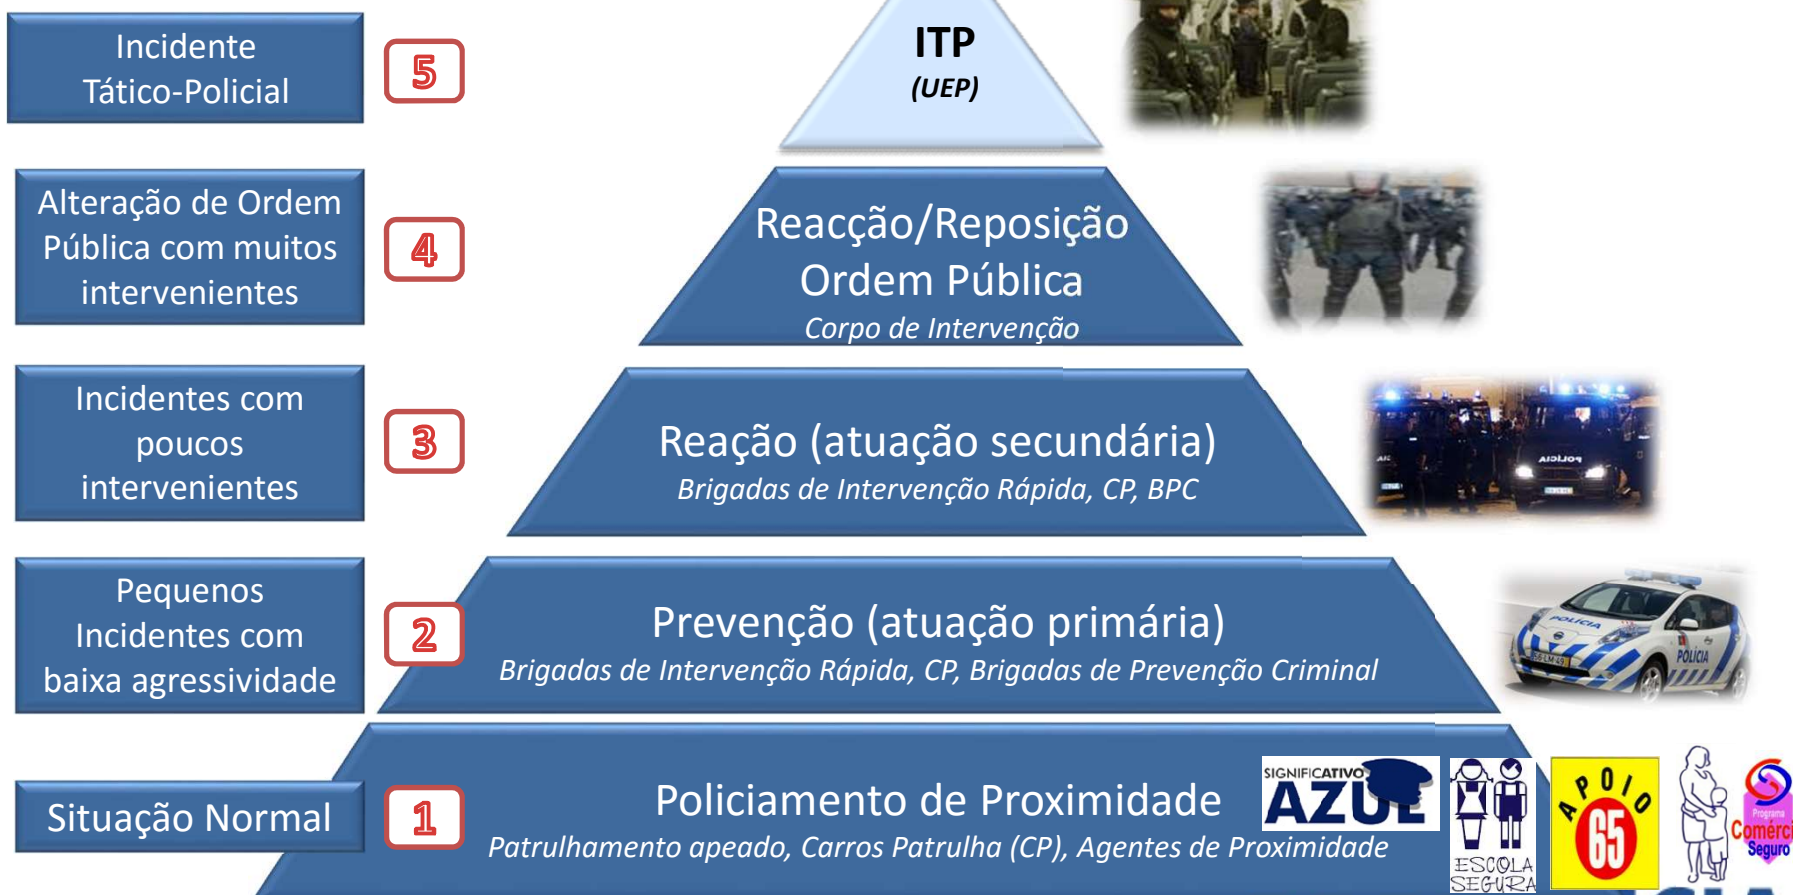 Incidente
Tático-Policial
5
ITP
(UEP)
Alteração de Ordem
Pública com muitos
intervenientes
4
Reacção/Reposição
Ordem Pública
Corpo de Intervenção
Incidentes com
poucos
intervenientes
3
Reação (atuação secundária)
Brigadas de Intervenção Rápida, CP, BPC
POLÍCIA
Pequenos
Incidentes com
baixa agressividade
2
Prevenção (atuação primária)
Brigadas de Intervenção Rápida, CP, Brigadas de Prevenção Criminal
POLÍCIA
POLÍCIA
Situação Normal
1
Policiamento de Proximidade
Patrulhamento apeado, Carros Patrulha (CP), Agentes de Proximidade
SIGNIFICATIVO
AZUL
ESCOLA
SEGURA
APOIO
65
Programa
Comérci
Seguro